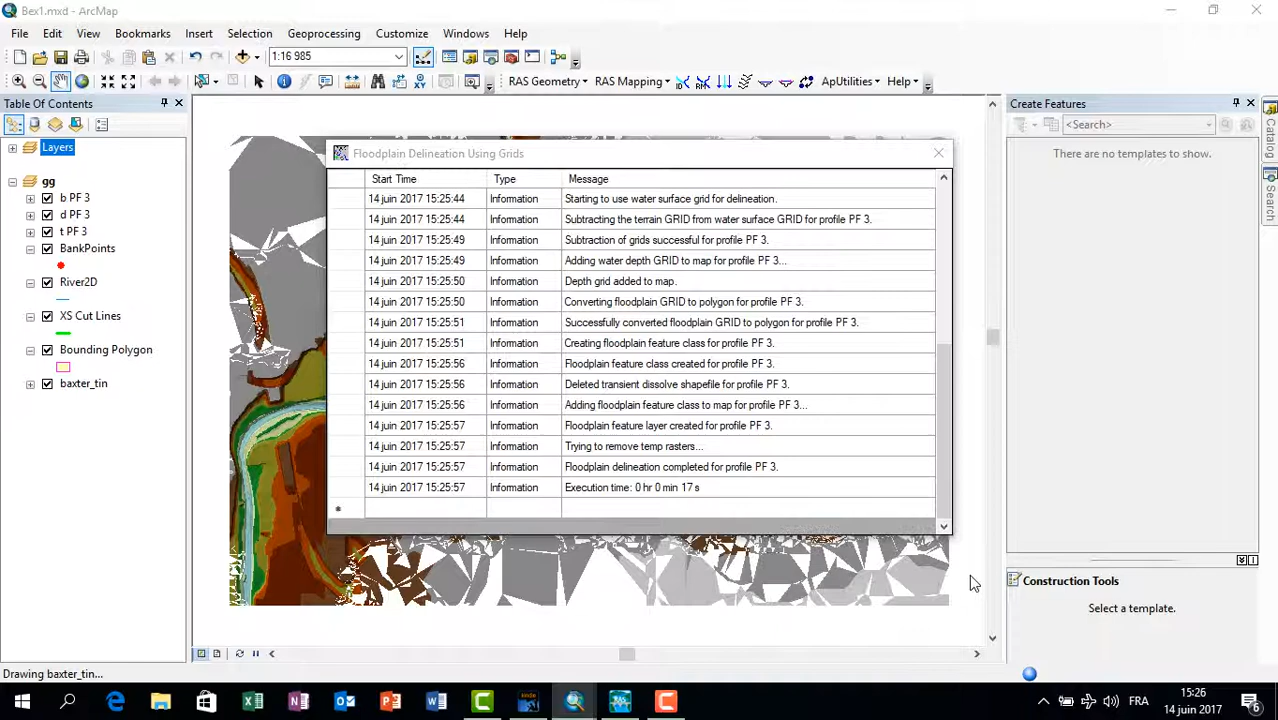 Bex1.mxd - ArcMap
File Edit View Bookmarks Insert Selection Geoprocessing Customize Windows Help
1:16 985
RAS Geometry RAS Mapping ApUtilities Help
Table Of Contents
Layers
gg
b PF 3
d PF 3
t PF 3
BankPoints
River2D
XS Cut Lines
Bounding Polygon
baxter_tin
Floodplain Delineation Using Grids
Start Time Type Message
14 juin 2017 15:25:44 Information Starting to use water surface grid for delineation.
14 juin 2017 15:25:44 Information Subtracting the terrain GRID from water surface GRID for profile PF 3.
14 juin 2017 15:25:49 Information Subtraction of grids successful for profile PF 3.
14 juin 2017 15:25:49 Information Adding water depth GRID to map for profile PF 3...
14 juin 2017 15:25:50 Information Depth grid added to map.
14 juin 2017 15:25:50 Information Converting floodplain GRID to polygon for profile PF 3.
14 juin 2017 15:25:51 Information Successfully converted floodplain GRID to polygon for profile PF 3.
14 juin 2017 15:25:51 Information Creating floodplain feature class for profile PF 3.
14 juin 2017 15:25:56 Information Floodplain feature class created for profile PF 3.
14 juin 2017 15:25:56 Information Deleted transient dissolve shapefile for profile PF 3.
14 juin 2017 15:25:56 Information Adding floodplain feature class to map for profile PF 3...
14 juin 2017 15:25:57 Information Floodplain feature layer created for profile PF 3.
14 juin 2017 15:25:57 Information Trying to remove temp rasters...
14 juin 2017 15:25:57 Information Floodplain delineation completed for profile PF 3.
14 juin 2017 15:25:57 Information Execution time: 0 hr 0 min 17 s
*
Create Features
<Search>
There are no templates to show.
Construction Tools
Select a template.
Catalog
Search
Drawing baxter_tin...
FRA
15:26
14 juin 2017
6